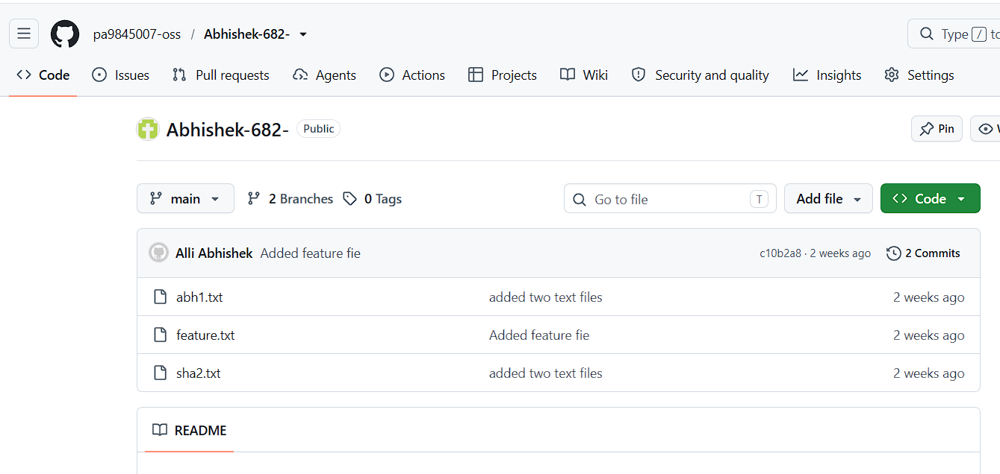 pa9845007-oss / Abhishek-682-
Type / to
Code Issues Pull requests Agents Actions Projects Wiki Security and quality Insights Settings
Abhishek-682- Public Pin
main 2 Branches 0 Tags Go to file T Add file Code
Alli Abhishek Added feature fie c10b2a8 · 2 weeks ago 2 Commits
abh1.txt added two text files 2 weeks ago
feature.txt Added feature fie 2 weeks ago
sha2.txt added two text files 2 weeks ago
README